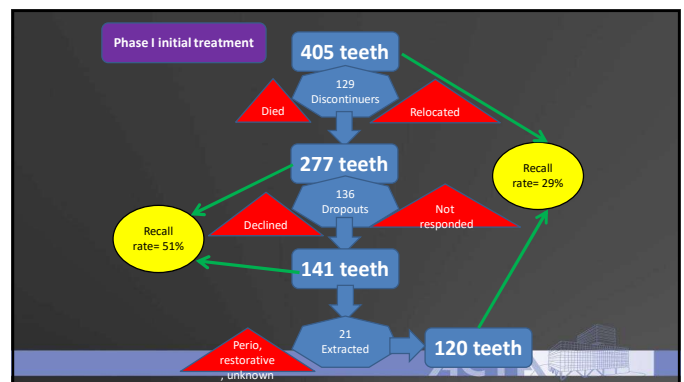 Phase I initial treatment
405 teeth
129
Discontinuers
Died
Relocated
277 teeth
136
Dropouts
Declined
Not
responded
Recall
rate= 29%
Recall
rate= 51%
141 teeth
21
Extracted
Perio,
restorative
, unknown
120 teeth